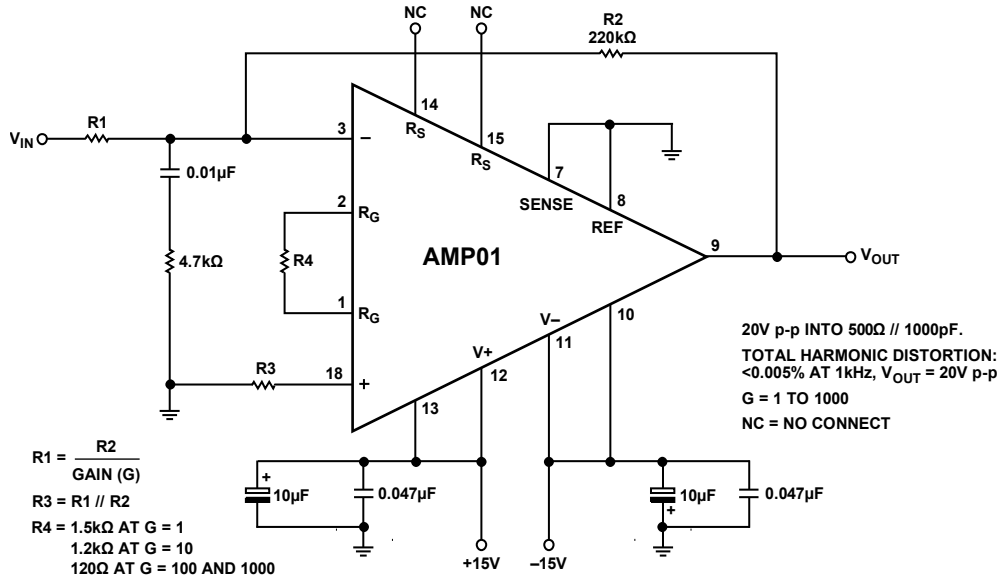 NC
NC
R2
220kΩ
14
RS
15
RS
VIN
R1
3
–
0.01µF
7
SENSE
8
REF
2
RG
R4
4.7kΩ
AMP01
9
VOUT
1
RG
10
V–
11
V+
12
R3
18
+
13
20V p-p INTO 500Ω // 1000pF.
TOTAL HARMONIC DISTORTION:
<0.005% AT 1kHz, VOUT = 20V p-p
G = 1 TO 1000
NC = NO CONNECT
R1 = R2
GAIN (G)
R3 = R1 // R2
R4 = 1.5kΩ AT G = 1
1.2kΩ AT G = 10
120Ω AT G = 100 AND 1000
+
10µF
0.047µF
10µF
+
0.047µF
+15V
–15V